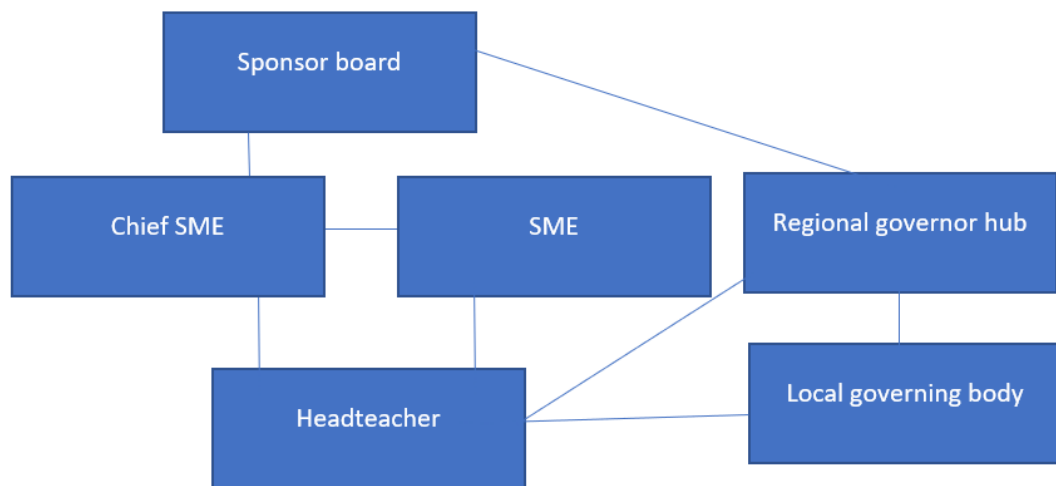 Sponsor board
Chief SME
SME
Regional governor hub
Headteacher
Local governing body